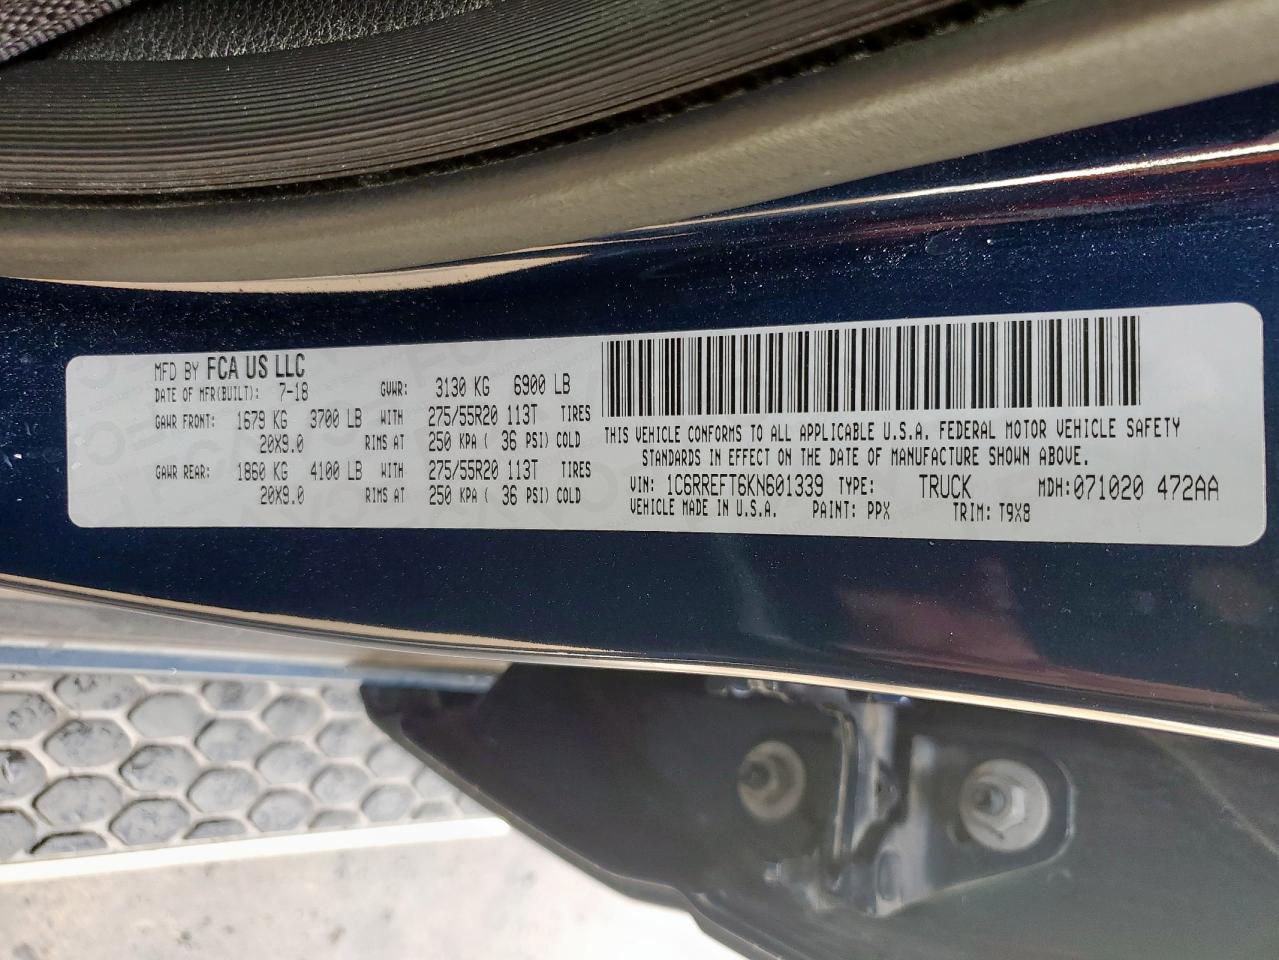 MFD BY FCA US LLC
DATE OF MFR(BUILT): 7-18 GVWR: 3130 KG 6900 LB
GAWR FRONT: 1679 KG 3700 LB WITH 275/55R20 113T TIRES
20X9.0 RIMS AT 250 KPA ( 36 PSI) COLD
GAWR REAR: 1860 KG 4100 LB WITH 275/55R20 113T TIRES
20X9.0 RIMS AT 250 KPA ( 36 PSI) COLD
THIS VEHICLE CONFORMS TO ALL APPLICABLE U.S.A. FEDERAL MOTOR VEHICLE SAFETY
STANDARDS IN EFFECT ON THE DATE OF MANUFACTURE SHOWN ABOVE.
VIN: 1C6RREFT6KN601339 TYPE: TRUCK MDH:071020 472AA
VEHICLE MADE IN U.S.A. PAINT: PPX TRIM: T9X8